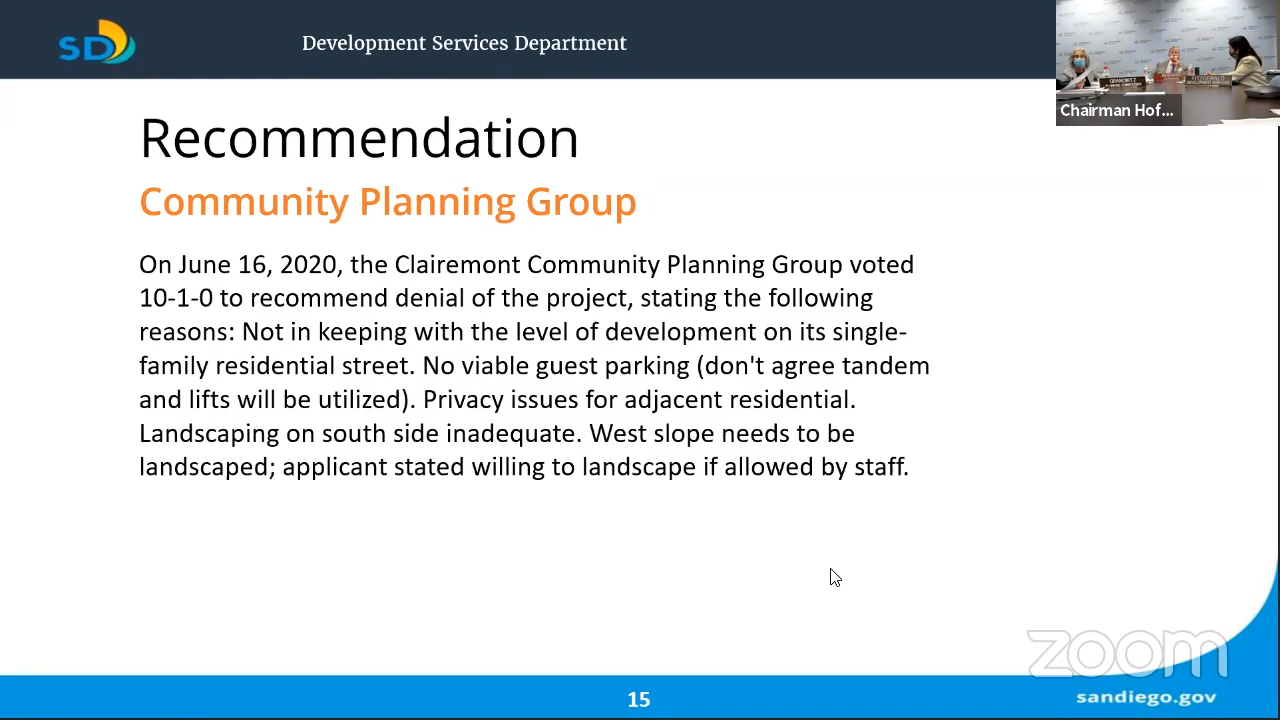 SD
Development Services Department
Chairman Hof...
Recommendation
Community Planning Group
On June 16, 2020, the Clairemont Community Planning Group voted
10-1-0 to recommend denial of the project, stating the following
reasons: Not in keeping with the level of development on its single-
family residential street. No viable guest parking (don't agree tandem
and lifts will be utilized). Privacy issues for adjacent residential.
Landscaping on south side inadequate. West slope needs to be
landscaped; applicant stated willing to landscape if allowed by staff.
zoom
15
sandiego.gov